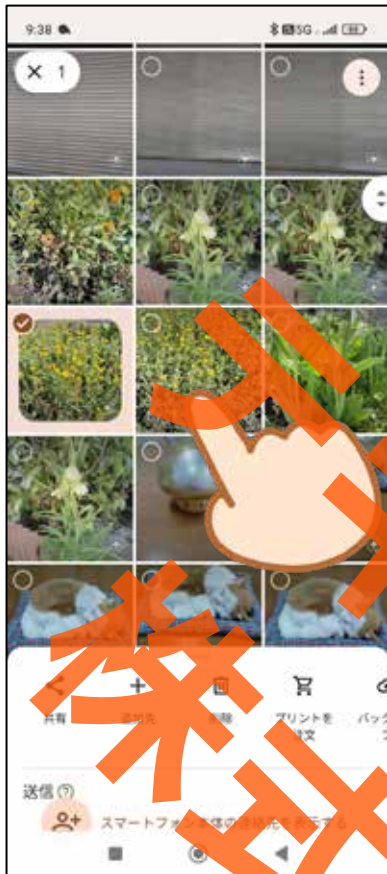 9:38
5G
× 1
共有
追加先
削除
プリントを
注文
バック
送信
スマートフォン本体の連絡先を表示する
株式